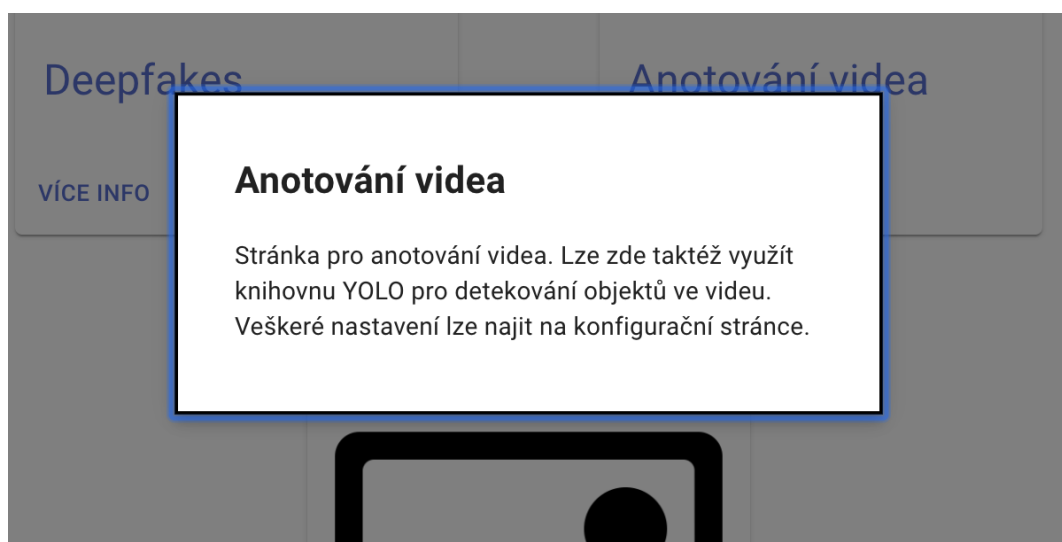 Deepfakes
Anotování videa
VÍCE INFO
Anotování videa
Stránka pro anotování videa. Lze zde taktéž využít
knihovnu YOLO pro detekování objektů ve videu.
Veškeré nastavení lze najit na konfigurační stránce.